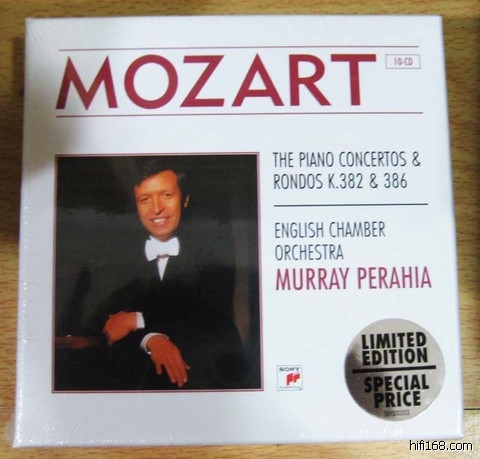 MOZART
10-CD
THE PIANO CONCERTOS &
RONDOS K.382 & 386
ENGLISH CHAMBER
ORCHESTRA
MURRAY PERAHIA
SONY
LIMITED
EDITION
SPECIAL
PRICE
hifi168.com